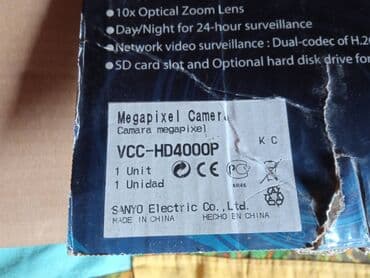 ● 10x Optical Zoom Lens
● Day/Night for 24-hour surveillance
● Network video surveillance : Dual-codec of H.26
● SD card slot and Optional hard disk drive for
Megapixel Camera
Camara megapixel
VCC-HD4000P
K C
1 Unit
1 Unidad
CE
SANYO Electric Co., Ltd.
MADE IN CHINA HECHO EN CHINA